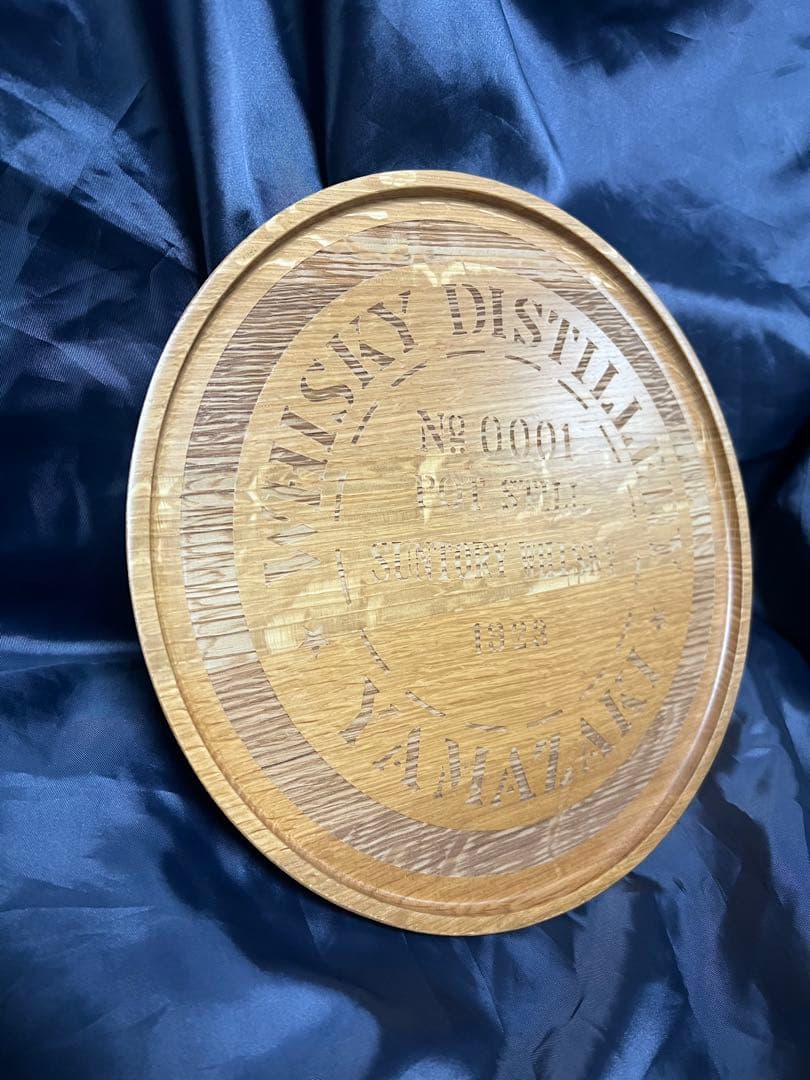 WHISKY DISTILLERY
No 0001
POT STILL
SUNTORY WHISKY
1923
YAMAZAKI